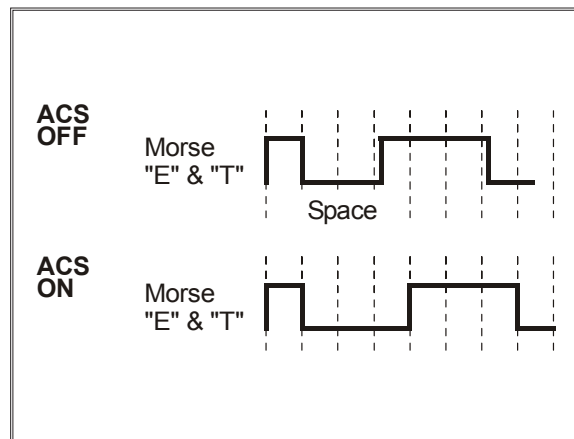 ACS
OFF
Morse
"E" & "T"
Space
ACS
ON
Morse
"E" & "T"